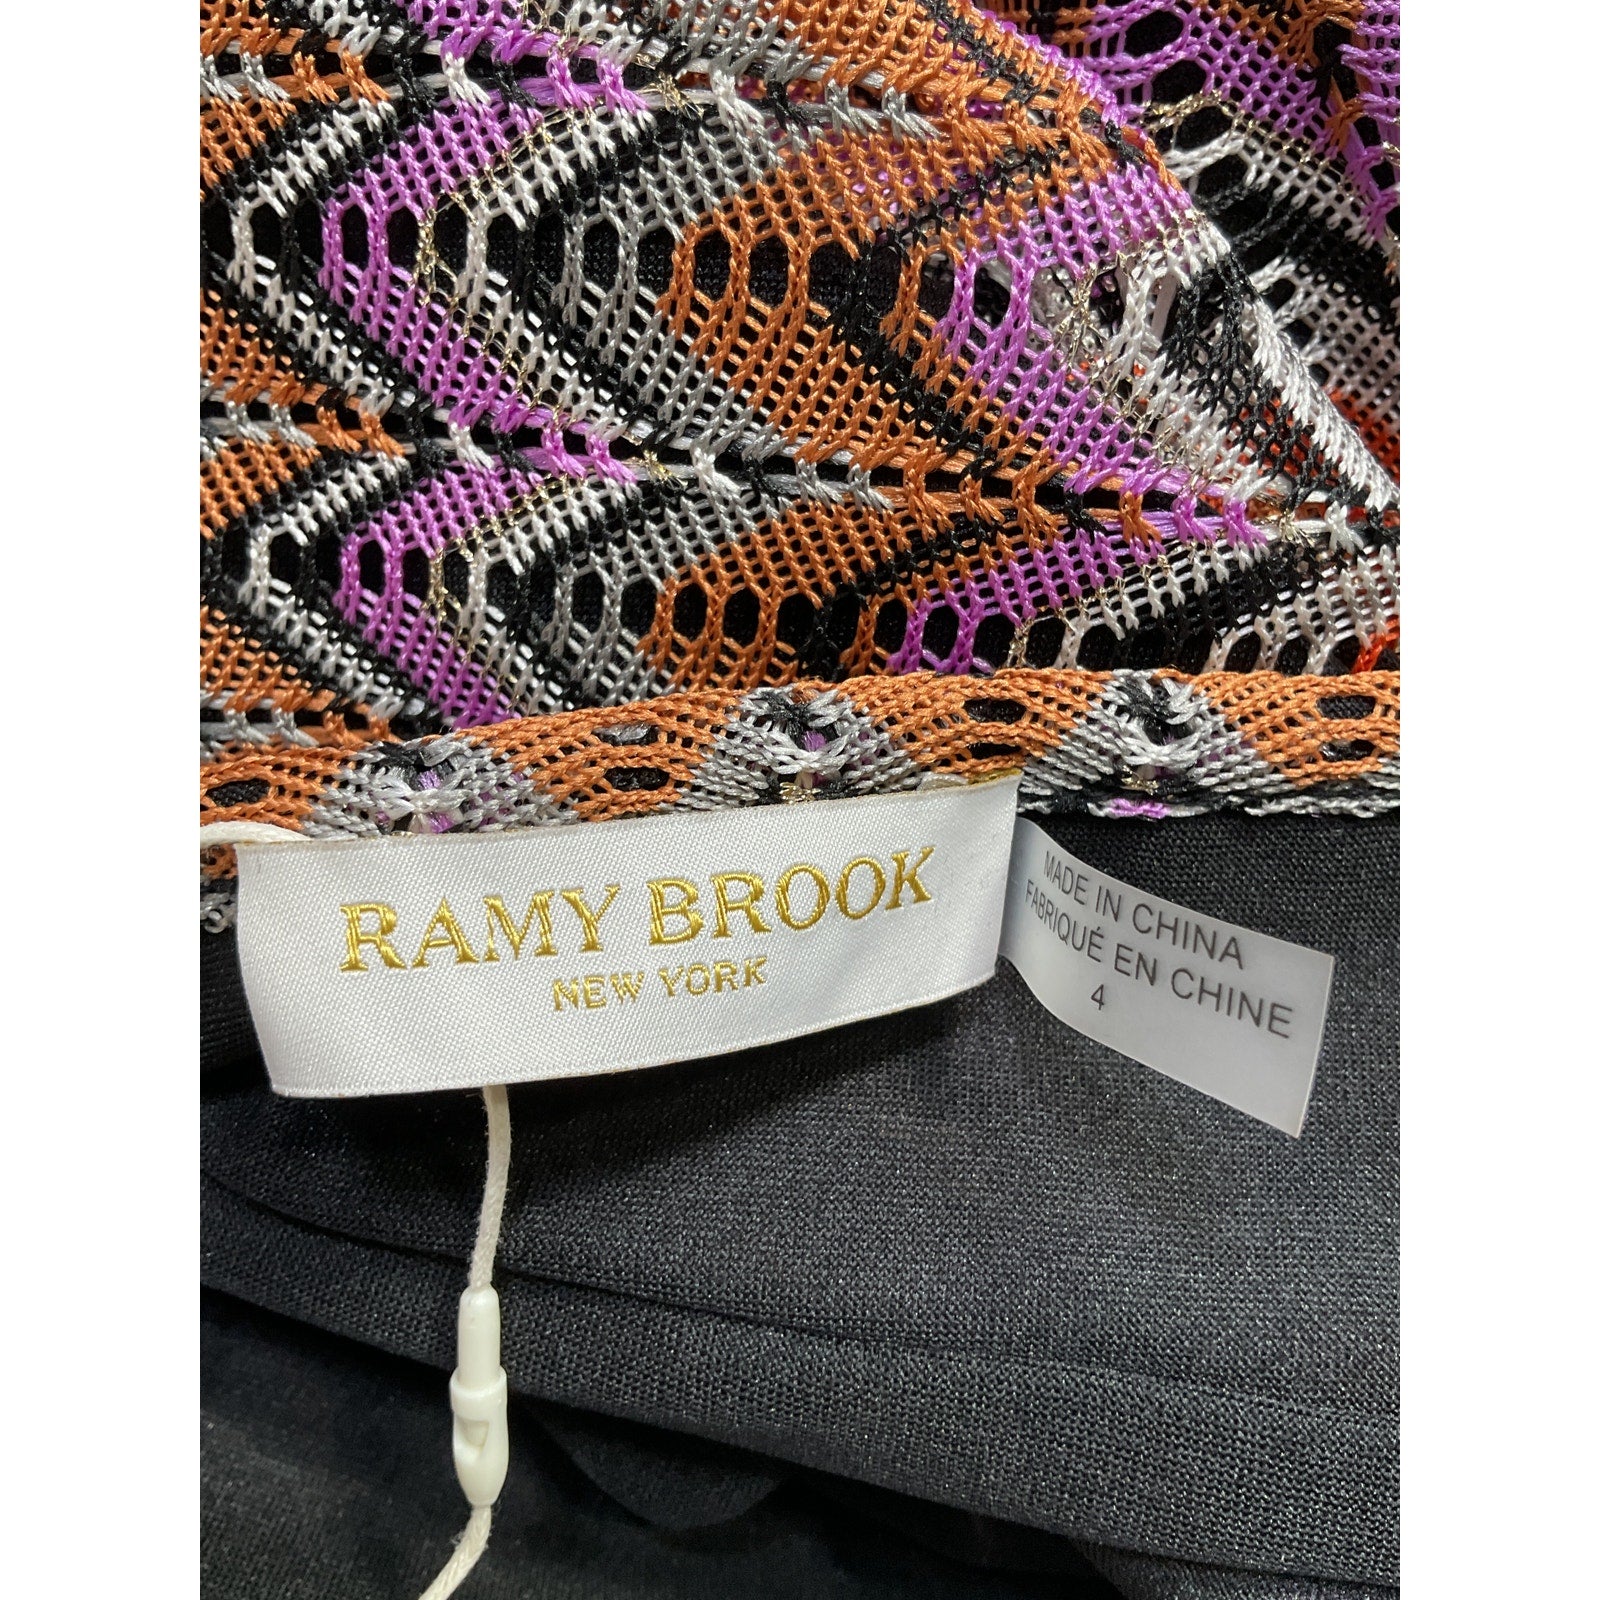 RAMY BROOK
NEW YORK
MADE IN CHINA
FABRIQUÉ EN CHINE
4